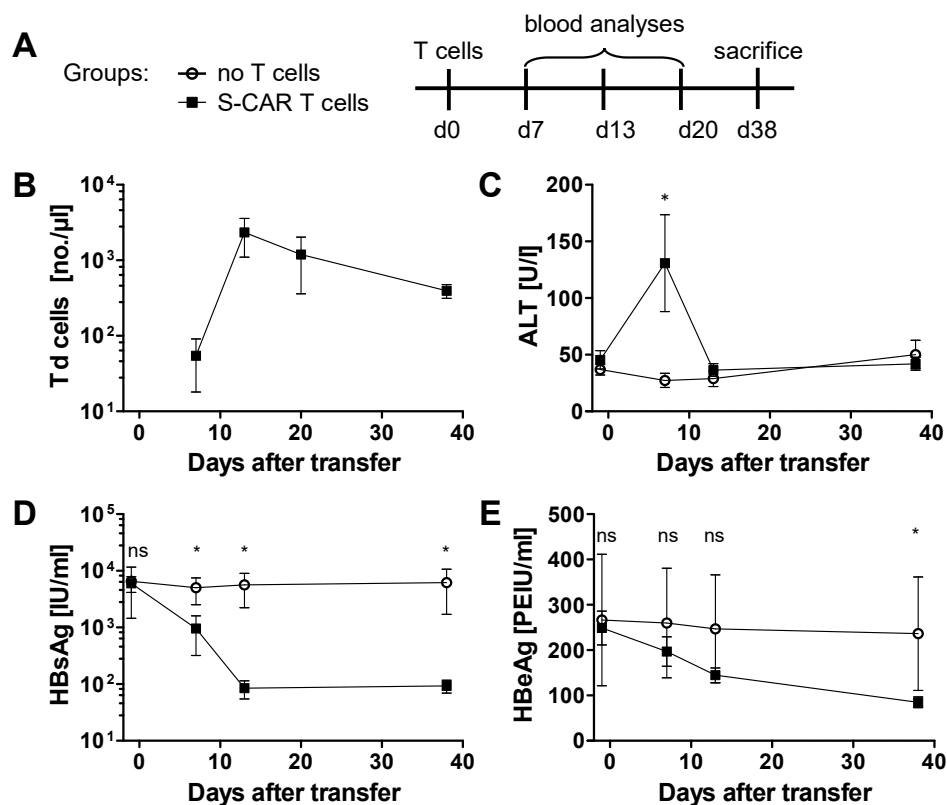 A
Groups:
no T cells
S-CAR T cells
blood analyses
T cells
sacrifice
d0 d7 d13 d20 d38
B
Td cells [no./µl]
10⁴
10³
10²
10¹
0 10 20 30 40
Days after transfer
C
ALT [U/l]
200
150
100
50
0
*
0 10 20 30 40
Days after transfer
D
HBsAg [IU/ml]
10⁵
10⁴
10³
10²
10¹
ns * * *
0 10 20 30 40
Days after transfer
E
HBeAg [PEIU/ml]
500
400
300
200
100
0
ns ns ns *
0 10 20 30 40
Days after transfer